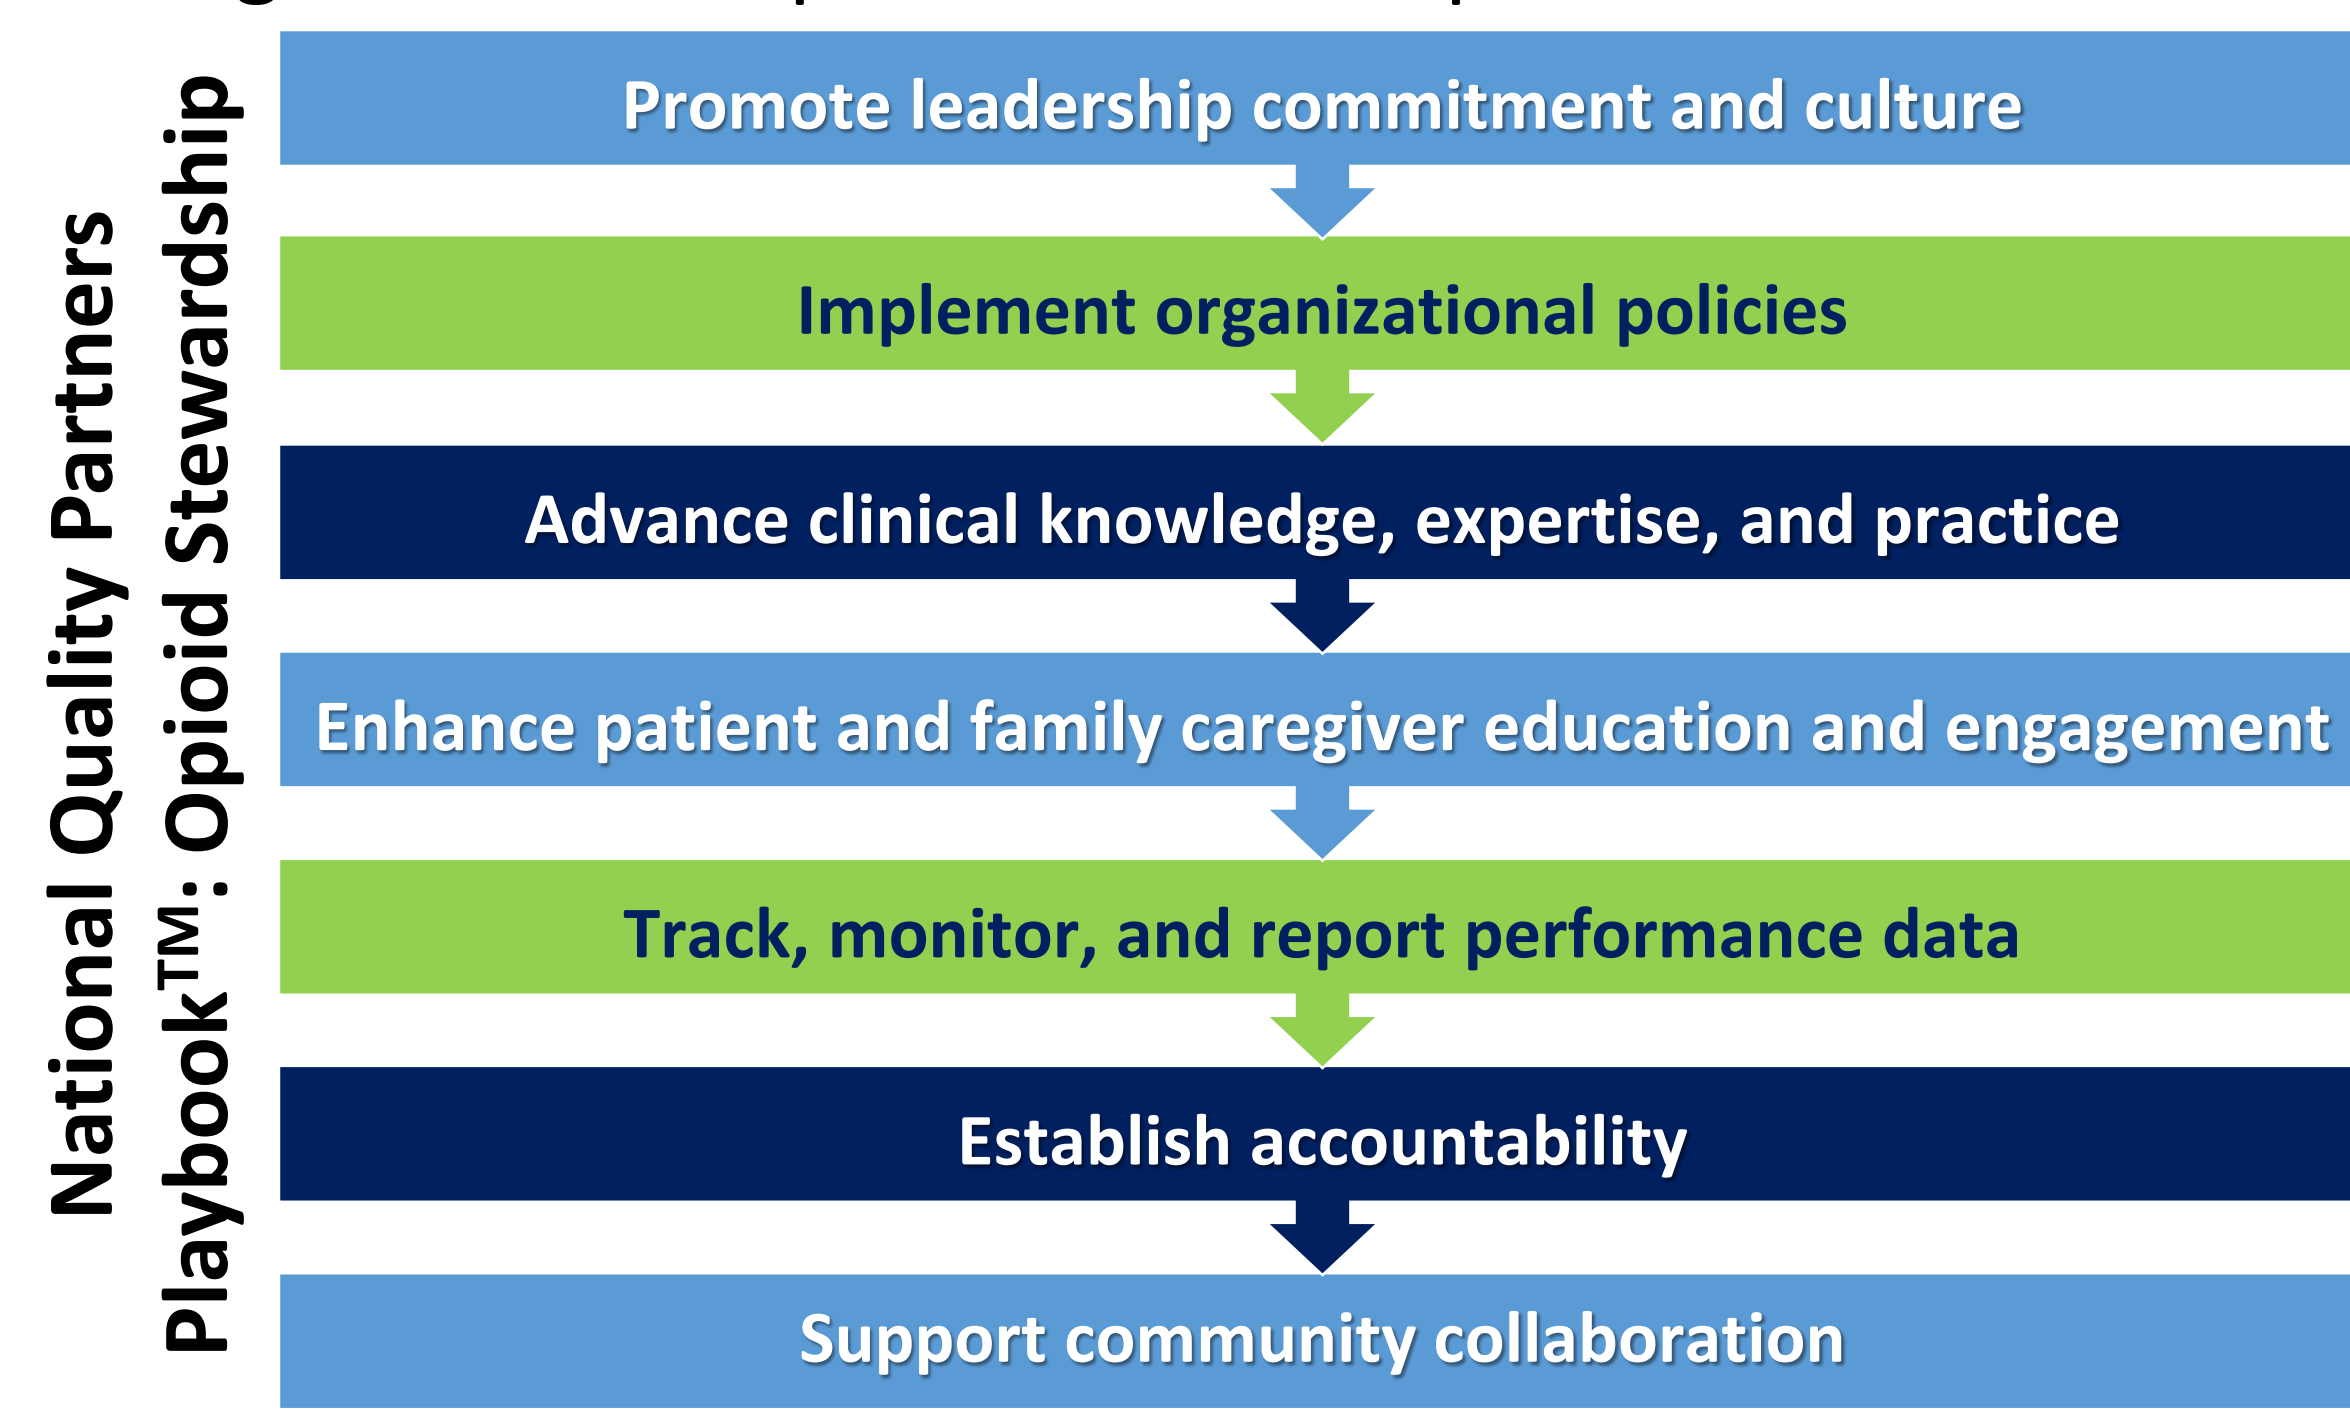 National Quality Partners
Playbook™: Opioid Stewardship
Promote leadership commitment and culture
Implement organizational policies
Advance clinical knowledge, expertise, and practice
Enhance patient and family caregiver education and engagement
Track, monitor, and report performance data
Establish accountability
Support community collaboration